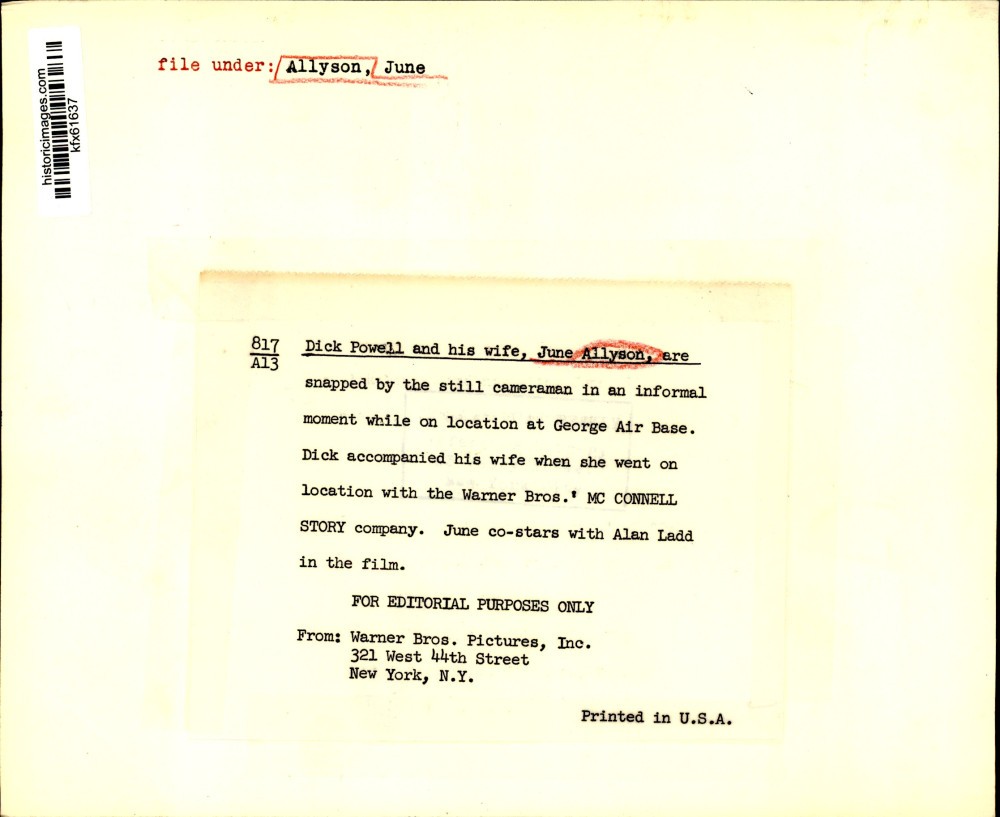 file under: Allyson, June
historicimages.com
kfx61637
817
A13
Dick Powell and his wife, June Allyson, are
snapped by the still cameraman in an informal
moment while on location at George Air Base.
Dick accompanied his wife when she went on
location with the Warner Bros.' MC CONNELL
STORY company. June co-stars with Alan Ladd
in the film.
FOR EDITORIAL PURPOSES ONLY
From: Warner Bros. Pictures, Inc.
321 West 44th Street
New York, N.Y.
Printed in U.S.A.